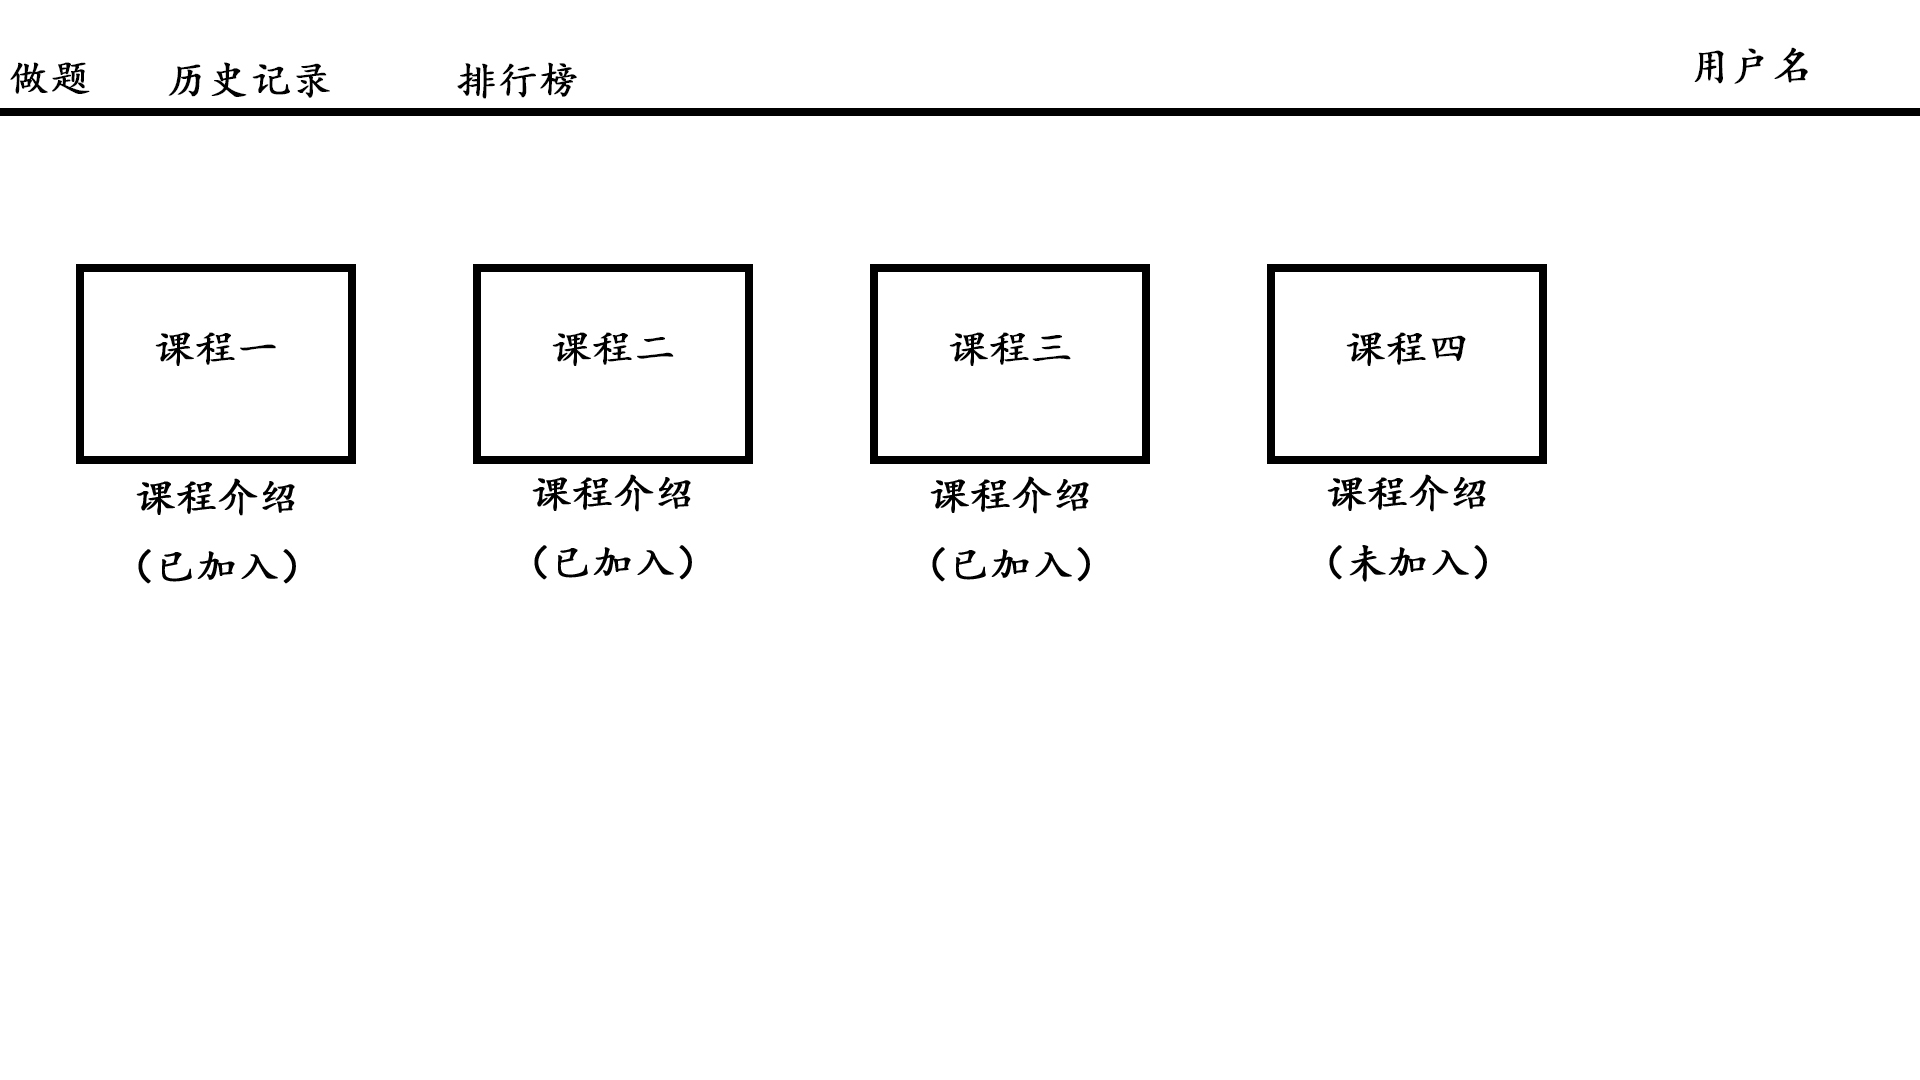 做题 历史记录 排行榜 用户名
课程一 课程二 课程三 课程四
课程介绍 课程介绍 课程介绍 课程介绍
(已加入) (已加入) (已加入) (未加入)